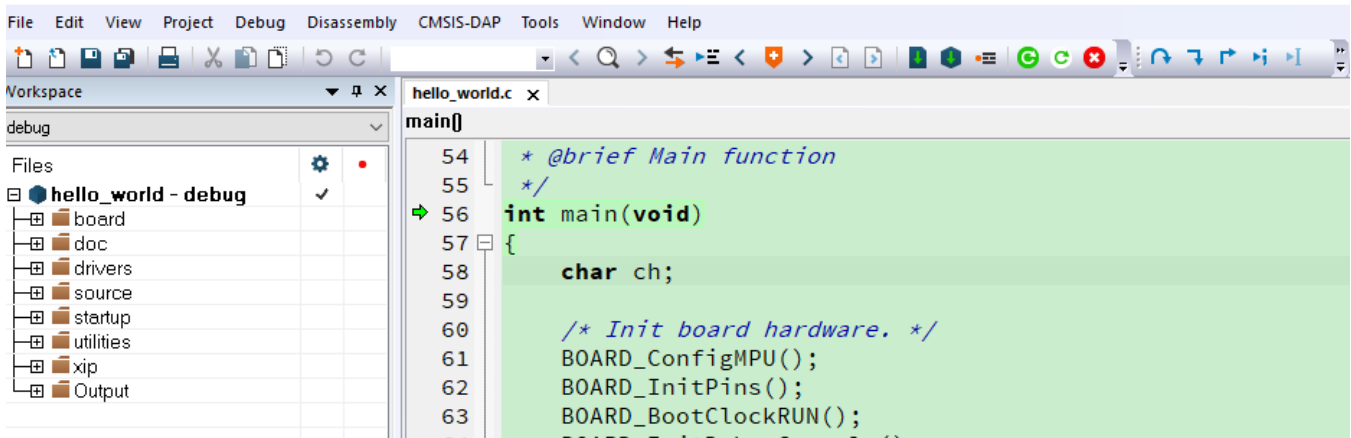 File Edit View Project Debug Disassembly CMSIS-DAP Tools Window Help
Workspace
hello_world.c
debug
main()
Files
hello_world - debug
board
doc
drivers
source
startup
utilities
xip
Output
54 * @brief Main function
55 */
56 int main(void)
57 {
58 char ch;
59
60 /* Init board hardware. */
61 BOARD_ConfigMPU();
62 BOARD_InitPins();
63 BOARD_BootClockRUN();